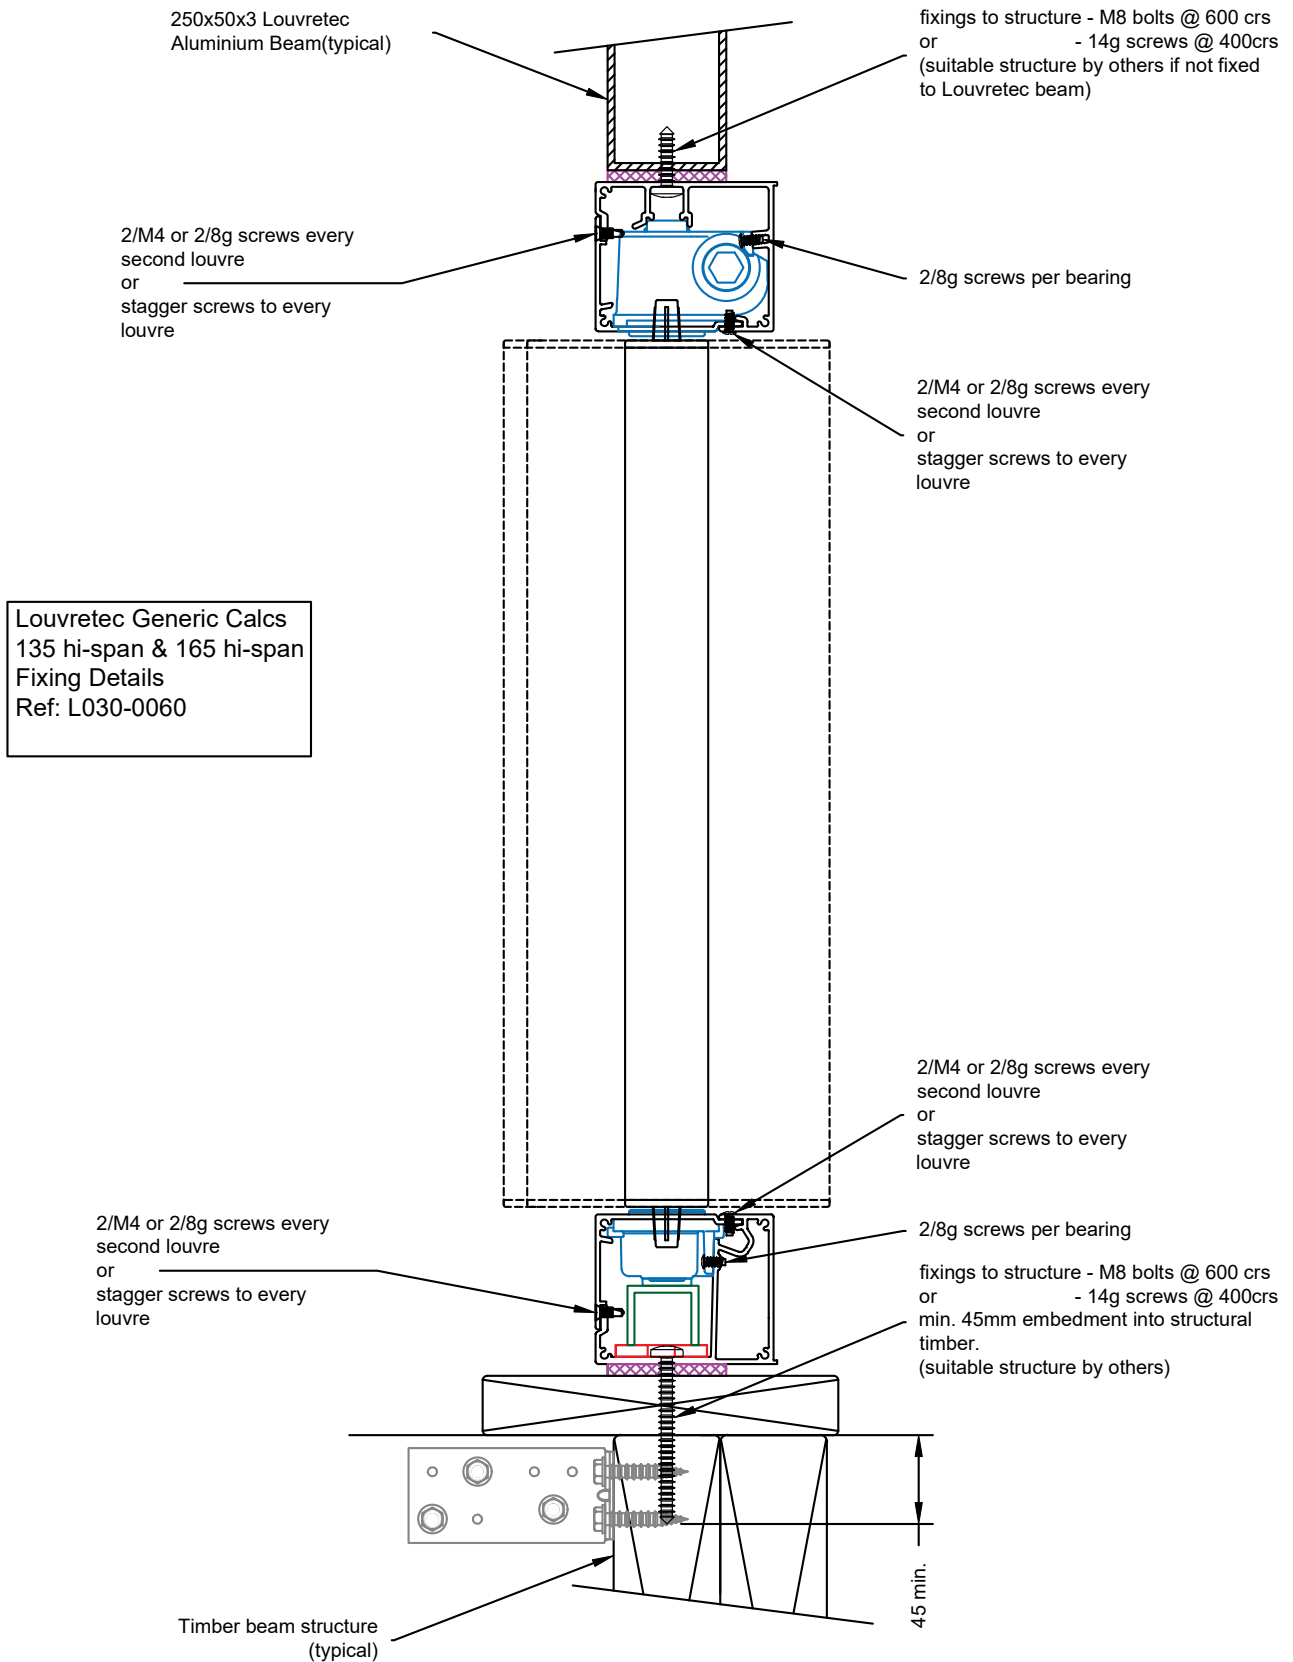 250x50x3 Louvretec
Aluminium Beam(typical)
fixings to structure - M8 bolts @ 600 crs
or - 14g screws @ 400crs
(suitable structure by others if not fixed
to Louvretec beam)
2/M4 or 2/8g screws every
second louvre
or
stagger screws to every
louvre
2/8g screws per bearing
2/M4 or 2/8g screws every
second louvre
or
stagger screws to every
louvre
Louvretec Generic Calcs
135 hi-span & 165 hi-span
Fixing Details
Ref: L030-0060
2/M4 or 2/8g screws every
second louvre
or
stagger screws to every
louvre
2/M4 or 2/8g screws every
second louvre
or
stagger screws to every
louvre
2/8g screws per bearing
fixings to structure - M8 bolts @ 600 crs
or - 14g screws @ 400crs
min. 45mm embedment into structural
timber.
(suitable structure by others)
45 min.
Timber beam structure
(typical)